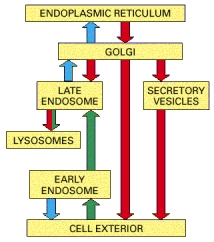 ENDOPLASMIC RETICULUM
GOLGI
LATE
ENDOSOME
SECRETORY
VESICLES
LYSOSOMES
EARLY
ENDOSOME
CELL EXTERIOR